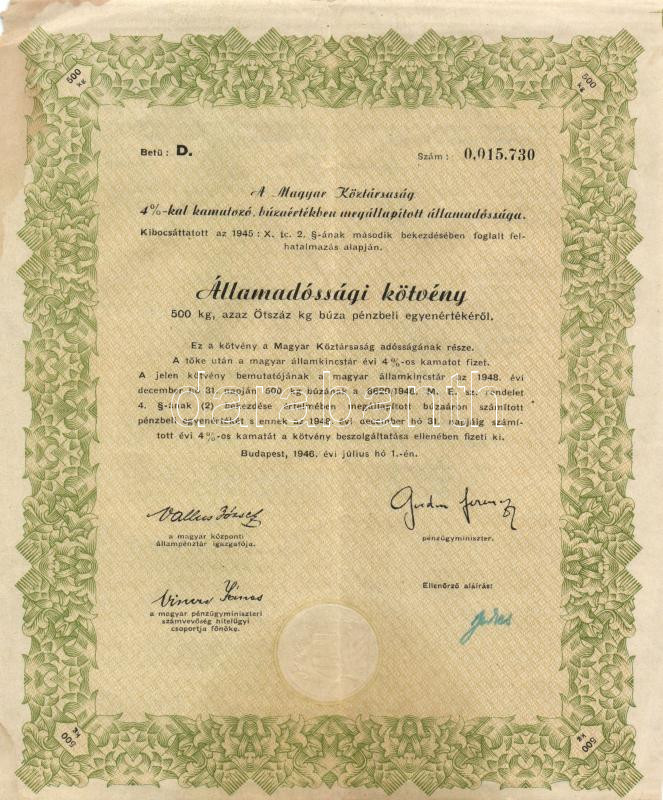 500 kg
500 kg
Betű : D.
Szám : 0,015.730
A Magyar Köztársaság
4%-kal kamatozó, búzaértékben megállapított államadóssága.
Kibocsáttatott az 1945 : X. tc. 2. §-ának második bekezdésében foglalt fel-
hatalmazás alapján.
Államadóssági kötvény
500 kg, azaz Ötszáz kg búza pénzbeli egyenértékéről.
Ez a kötvény a Magyar Köztársaság adósságának része.
A tőke után a magyar államkincstár évi 4%-os kamatot fizet.
A jelen kötvény bemutatójának a magyar államkincstár az 1948. évi
december hó 31. napján 500 kg búzának a 8620/1946. M. E. sz. rendelet
4. §-ának (2) bekezdése értelmében megállapított búzaáron számított
pénzbeli egyenértékét s ennek az 1948. évi december hó 31. napjáig számí-
tott évi 4%-os kamatát a kötvény beszolgáltatása ellenében fizeti ki.
Budapest, 1946. évi július hó 1.-én.
darabanth
Vallus József
a magyar központi
állampénztár igazgatója.
Gordon Ferenc
pénzügyminiszter.
János
a magyar pénzügyminiszteri
számvevőség hitelügyi
csoportja főnöke.
Ellenőrző aláírás:
500 kg
500 kg